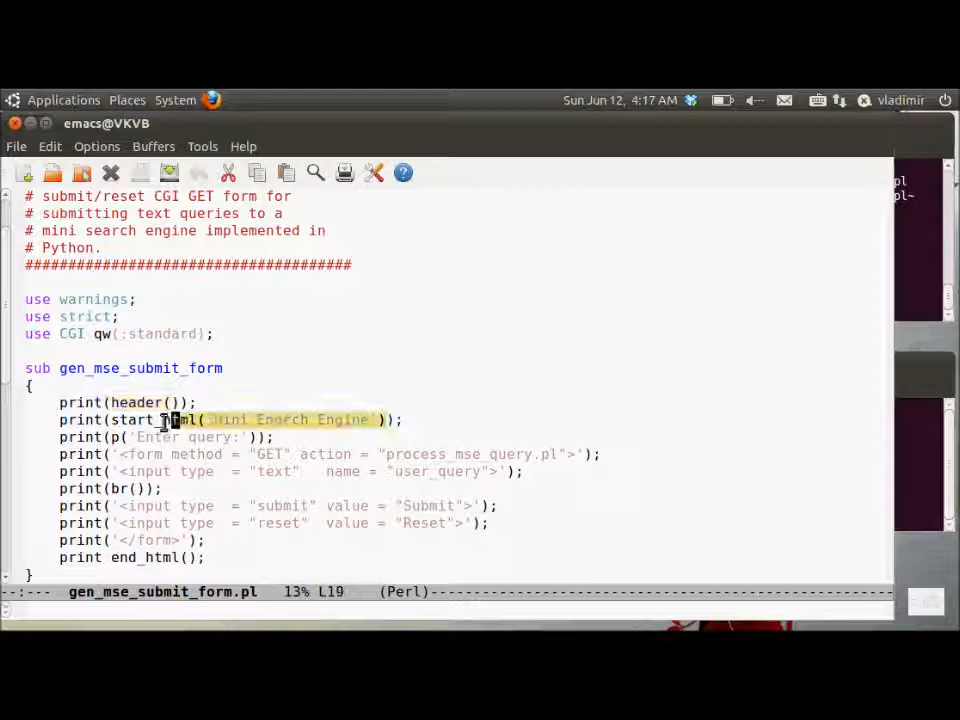 Applications Places System Sun Jun 12, 4:17 AM vladimir
emacs@VKVB
File Edit Options Buffers Tools Help
# submit/reset CGI GET form for
# submitting text queries to a
# mini search engine implemented in
# Python.
######################################
use warnings;
use strict;
use CGI qw(:standard);
sub gen_mse_submit_form
{
print(header());
print(start_html('Mini Engine'));
print(p('Enter query:'));
print('<form method = "GET" action = "process_mse_query.pl">');
print('<input type = "text" name = "user_query">');
print(br());
print('<input type = "submit" value = "Submit">');
print('<input type = "reset" value = "Reset">');
print('</form>');
print end_html();
}
--:--- gen_mse_submit_form.pl 13% L19 (Perl)
pl
pl~